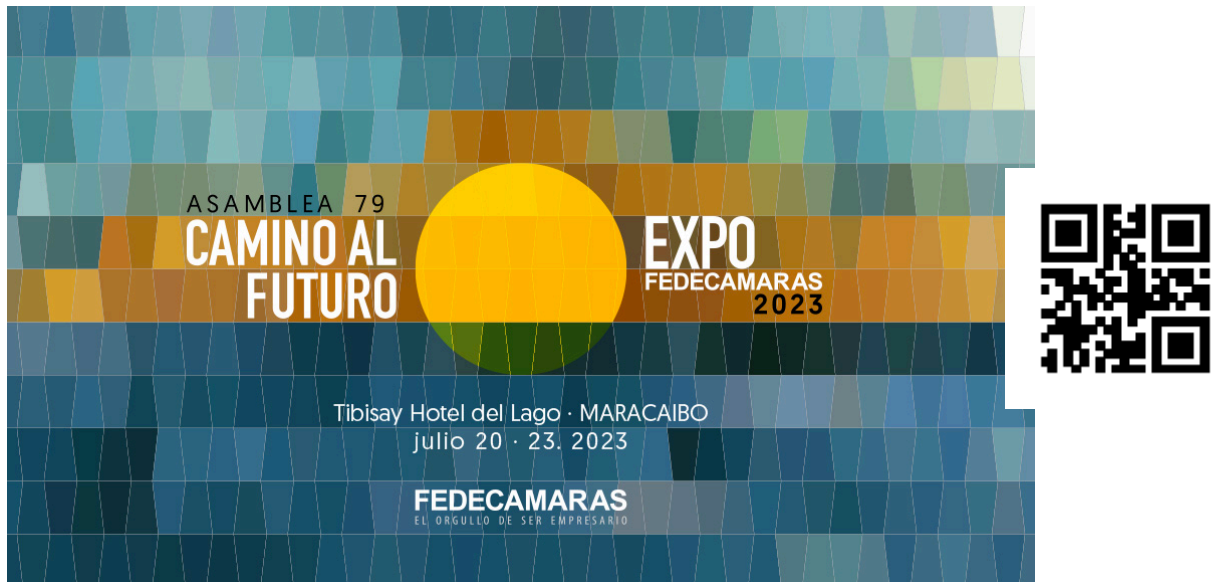 ASAMBLEA 79
CAMINO AL
FUTURO
EXPO
FEDECAMARAS
2023
Tibisay Hotel del Lago · MARACAIBO
julio 20 · 23. 2023
FEDECAMARAS
EL ORGULLO DE SER EMPRESARIO